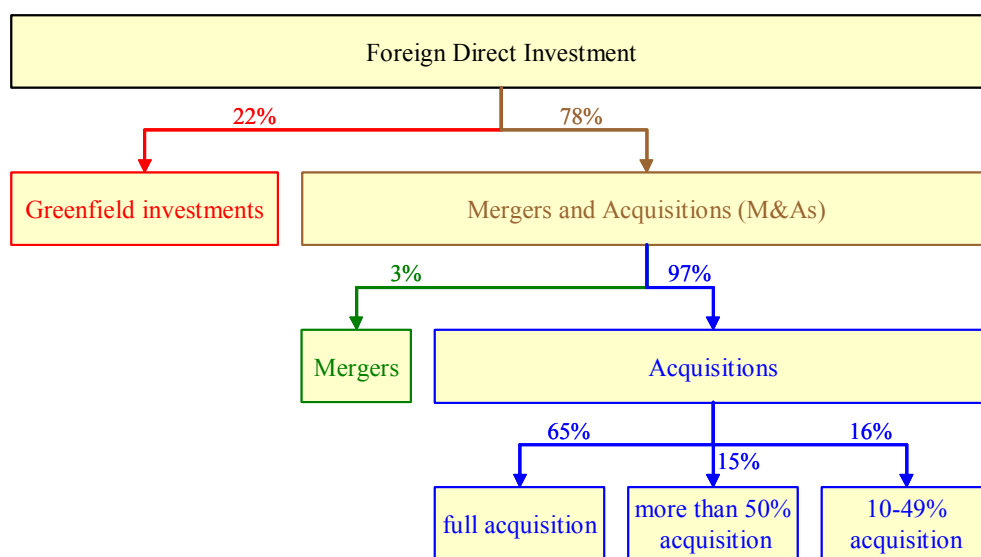 Foreign Direct Investment
22%
78%
Greenfield investments
Mergers and Acquisitions (M&As)
3%
97%
Mergers
Acquisitions
65%
15%
16%
full acquisition
more than 50%
acquisition
10-49%
acquisition